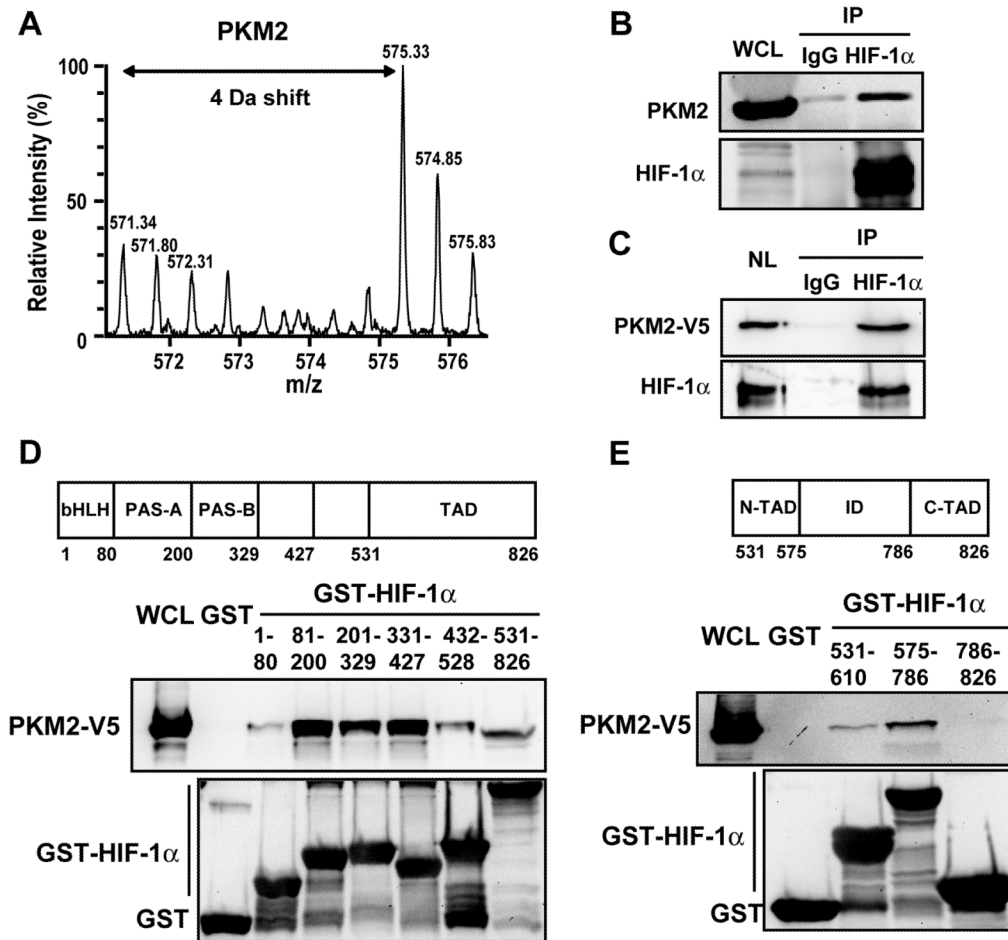 A
PKM2
575.33
4 Da shift
574.85
571.34
571.80
572.31
575.83
100
50
0
Relative Intensity (%)
572 573 574 575 576
m/z
B
IP
WCL IgG HIF-1α
PKM2
HIF-1α
C
IP
NL IgG HIF-1α
PKM2-V5
HIF-1α
D
bHLH PAS-A PAS-B TAD
1 80 200 329 427 531 826
GST-HIF-1α
WCL GST
1- 81- 201- 331- 432- 531-
80 200 329 427 528 826
PKM2-V5
GST-HIF-1α
GST
E
N-TAD ID C-TAD
531 575 786 826
GST-HIF-1α
WCL GST
531- 575- 786-
610 786 826
PKM2-V5
GST-HIF-1α
GST